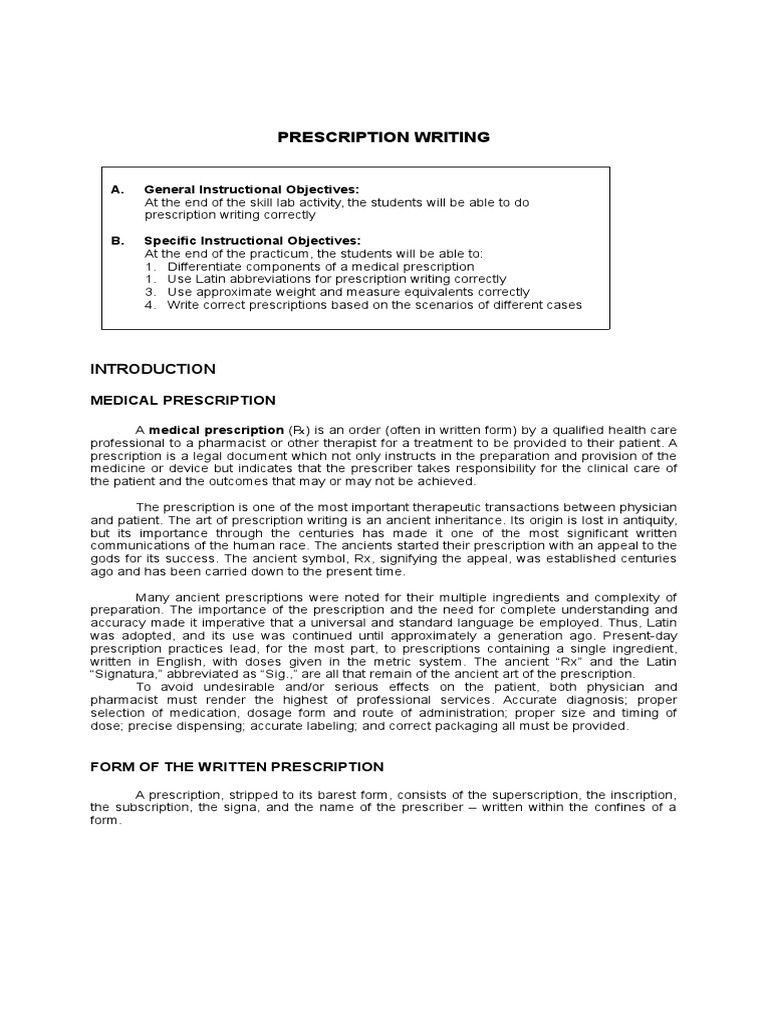 PRESCRIPTION WRITING
A. General Instructional Objectives:
At the end of the skill lab activity, the students will be able to do
prescription writing correctly
B. Specific Instructional Objectives:
At the end of the practicum, the students will be able to:
1. Differentiate components of a medical prescription
1. Use Latin abbreviations for prescription writing correctly
3. Use approximate weight and measure equivalents correctly
4. Write correct prescriptions based on the scenarios of different cases
INTRODUCTION
MEDICAL PRESCRIPTION
A medical prescription (℞) is an order (often in written form) by a qualified health care
professional to a pharmacist or other therapist for a treatment to be provided to their patient. A
prescription is a legal document which not only instructs in the preparation and provision of the
medicine or device but indicates that the prescriber takes responsibility for the clinical care of
the patient and the outcomes that may or may not be achieved.
The prescription is one of the most important therapeutic transactions between physician
and patient. The art of prescription writing is an ancient inheritance. Its origin is lost in antiquity,
but its importance through the centuries has made it one of the most significant written
communications of the human race. The ancients started their prescription with an appeal to the
gods for its success. The ancient symbol, Rx, signifying the appeal, was established centuries
ago and has been carried down to the present time.
Many ancient prescriptions were noted for their multiple ingredients and complexity of
preparation. The importance of the prescription and the need for complete understanding and
accuracy made it imperative that a universal and standard language be employed. Thus, Latin
was adopted, and its use was continued until approximately a generation ago. Present-day
prescription practices lead, for the most part, to prescriptions containing a single ingredient,
written in English, with doses given in the metric system. The ancient “Rx” and the Latin
“Signatura,” abbreviated as “Sig.,” are all that remain of the ancient art of the prescription.
To avoid undesirable and/or serious effects on the patient, both physician and
pharmacist must render the highest of professional services. Accurate diagnosis; proper
selection of medication, dosage form and route of administration; proper size and timing of
dose; precise dispensing; accurate labeling; and correct packaging all must be provided.
FORM OF THE WRITTEN PRESCRIPTION
A prescription, stripped to its barest form, consists of the superscription, the inscription,
the subscription, the signa, and the name of the prescriber – written within the confines of a
form.